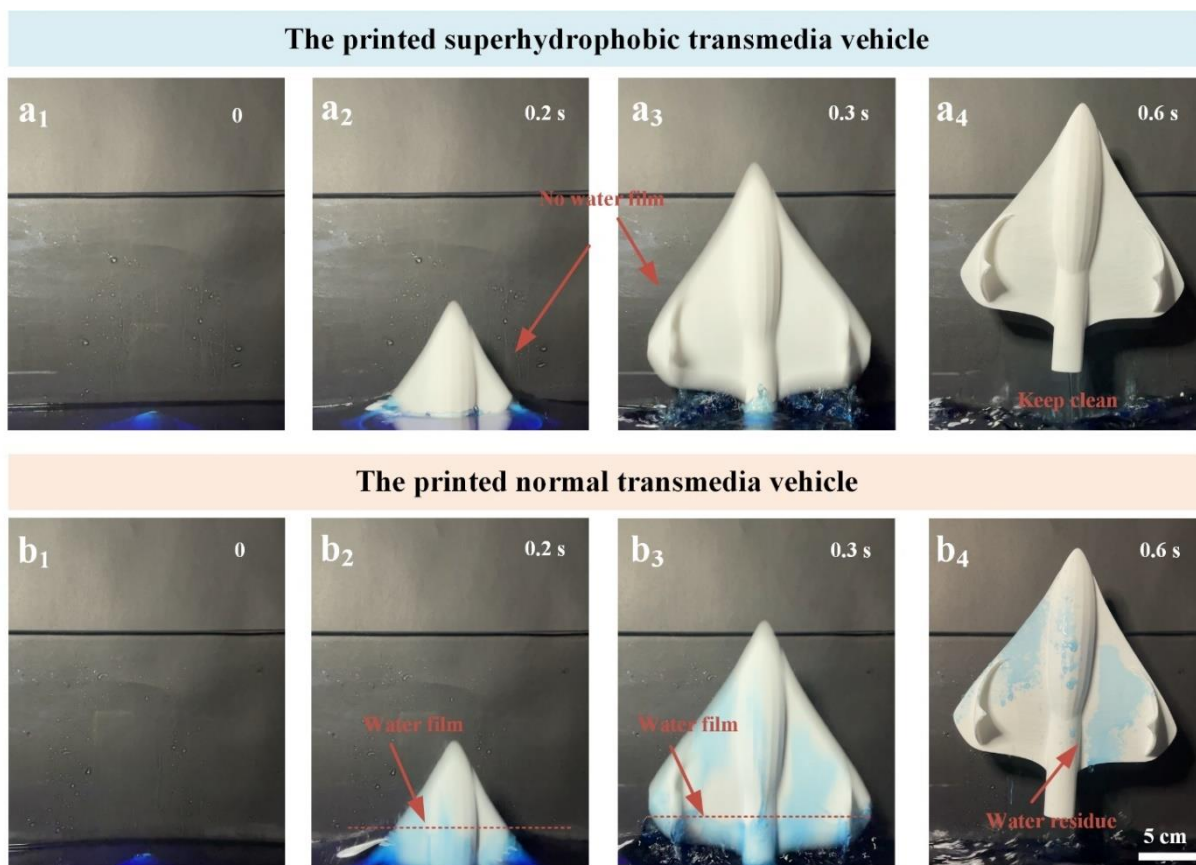 The printed superhydrophobic transmedia vehicle
a1 0
a2 0.2 s
a3 0.3 s
a4 0.6 s
No water film
Keep clean
The printed normal transmedia vehicle
b1 0
b2 0.2 s
b3 0.3 s
b4 0.6 s
Water film
Water film
Water residue
5 cm